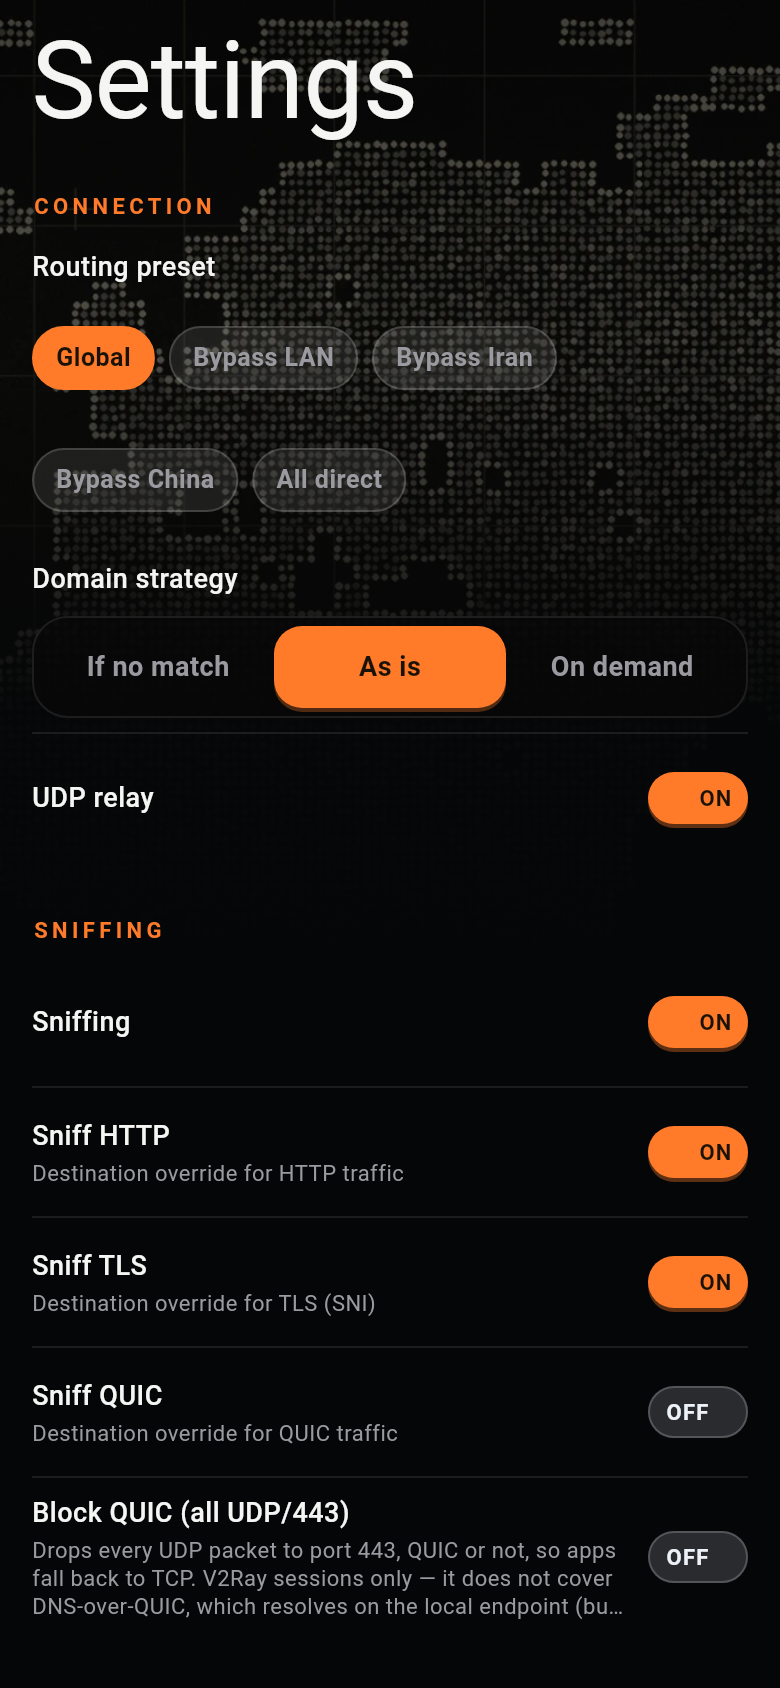 Settings
CONNECTION
Routing preset
Global
Bypass LAN
Bypass Iran
Bypass China
All direct
Domain strategy
If no match
As is
On demand
UDP relay
ON
SNIFFING
Sniffing
ON
Sniff HTTP
Destination override for HTTP traffic
ON
Sniff TLS
Destination override for TLS (SNI)
ON
Sniff QUIC
Destination override for QUIC traffic
OFF
Block QUIC (all UDP/443)
Drops every UDP packet to port 443, QUIC or not, so apps
fall back to TCP. V2Ray sessions only — it does not cover
DNS-over-QUIC, which resolves on the local endpoint (bu…
OFF